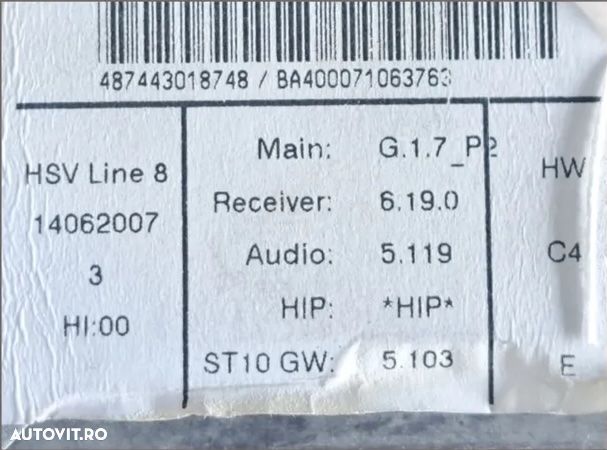 487443018748 / BA400071063763
HSV Line 8
14062007
3
HI:00
Main: G.1.7_P2
Receiver: 6.19.0
Audio: 5.119
HIP: *HIP*
ST10 GW: 5.103
HW
C4
E
AUTOVIT.RO